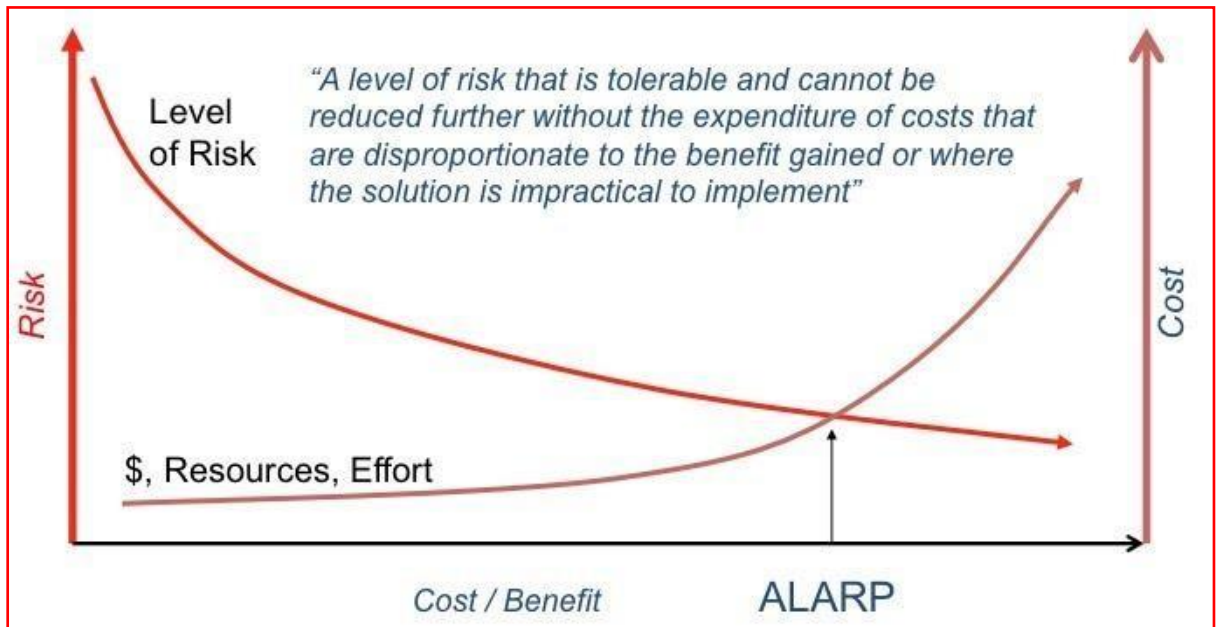 Level
of Risk
“A level of risk that is tolerable and cannot be
reduced further without the expenditure of costs that
are disproportionate to the benefit gained or where
the solution is impractical to implement”
Risk
Cost
$, Resources, Effort
Cost / Benefit
ALARP